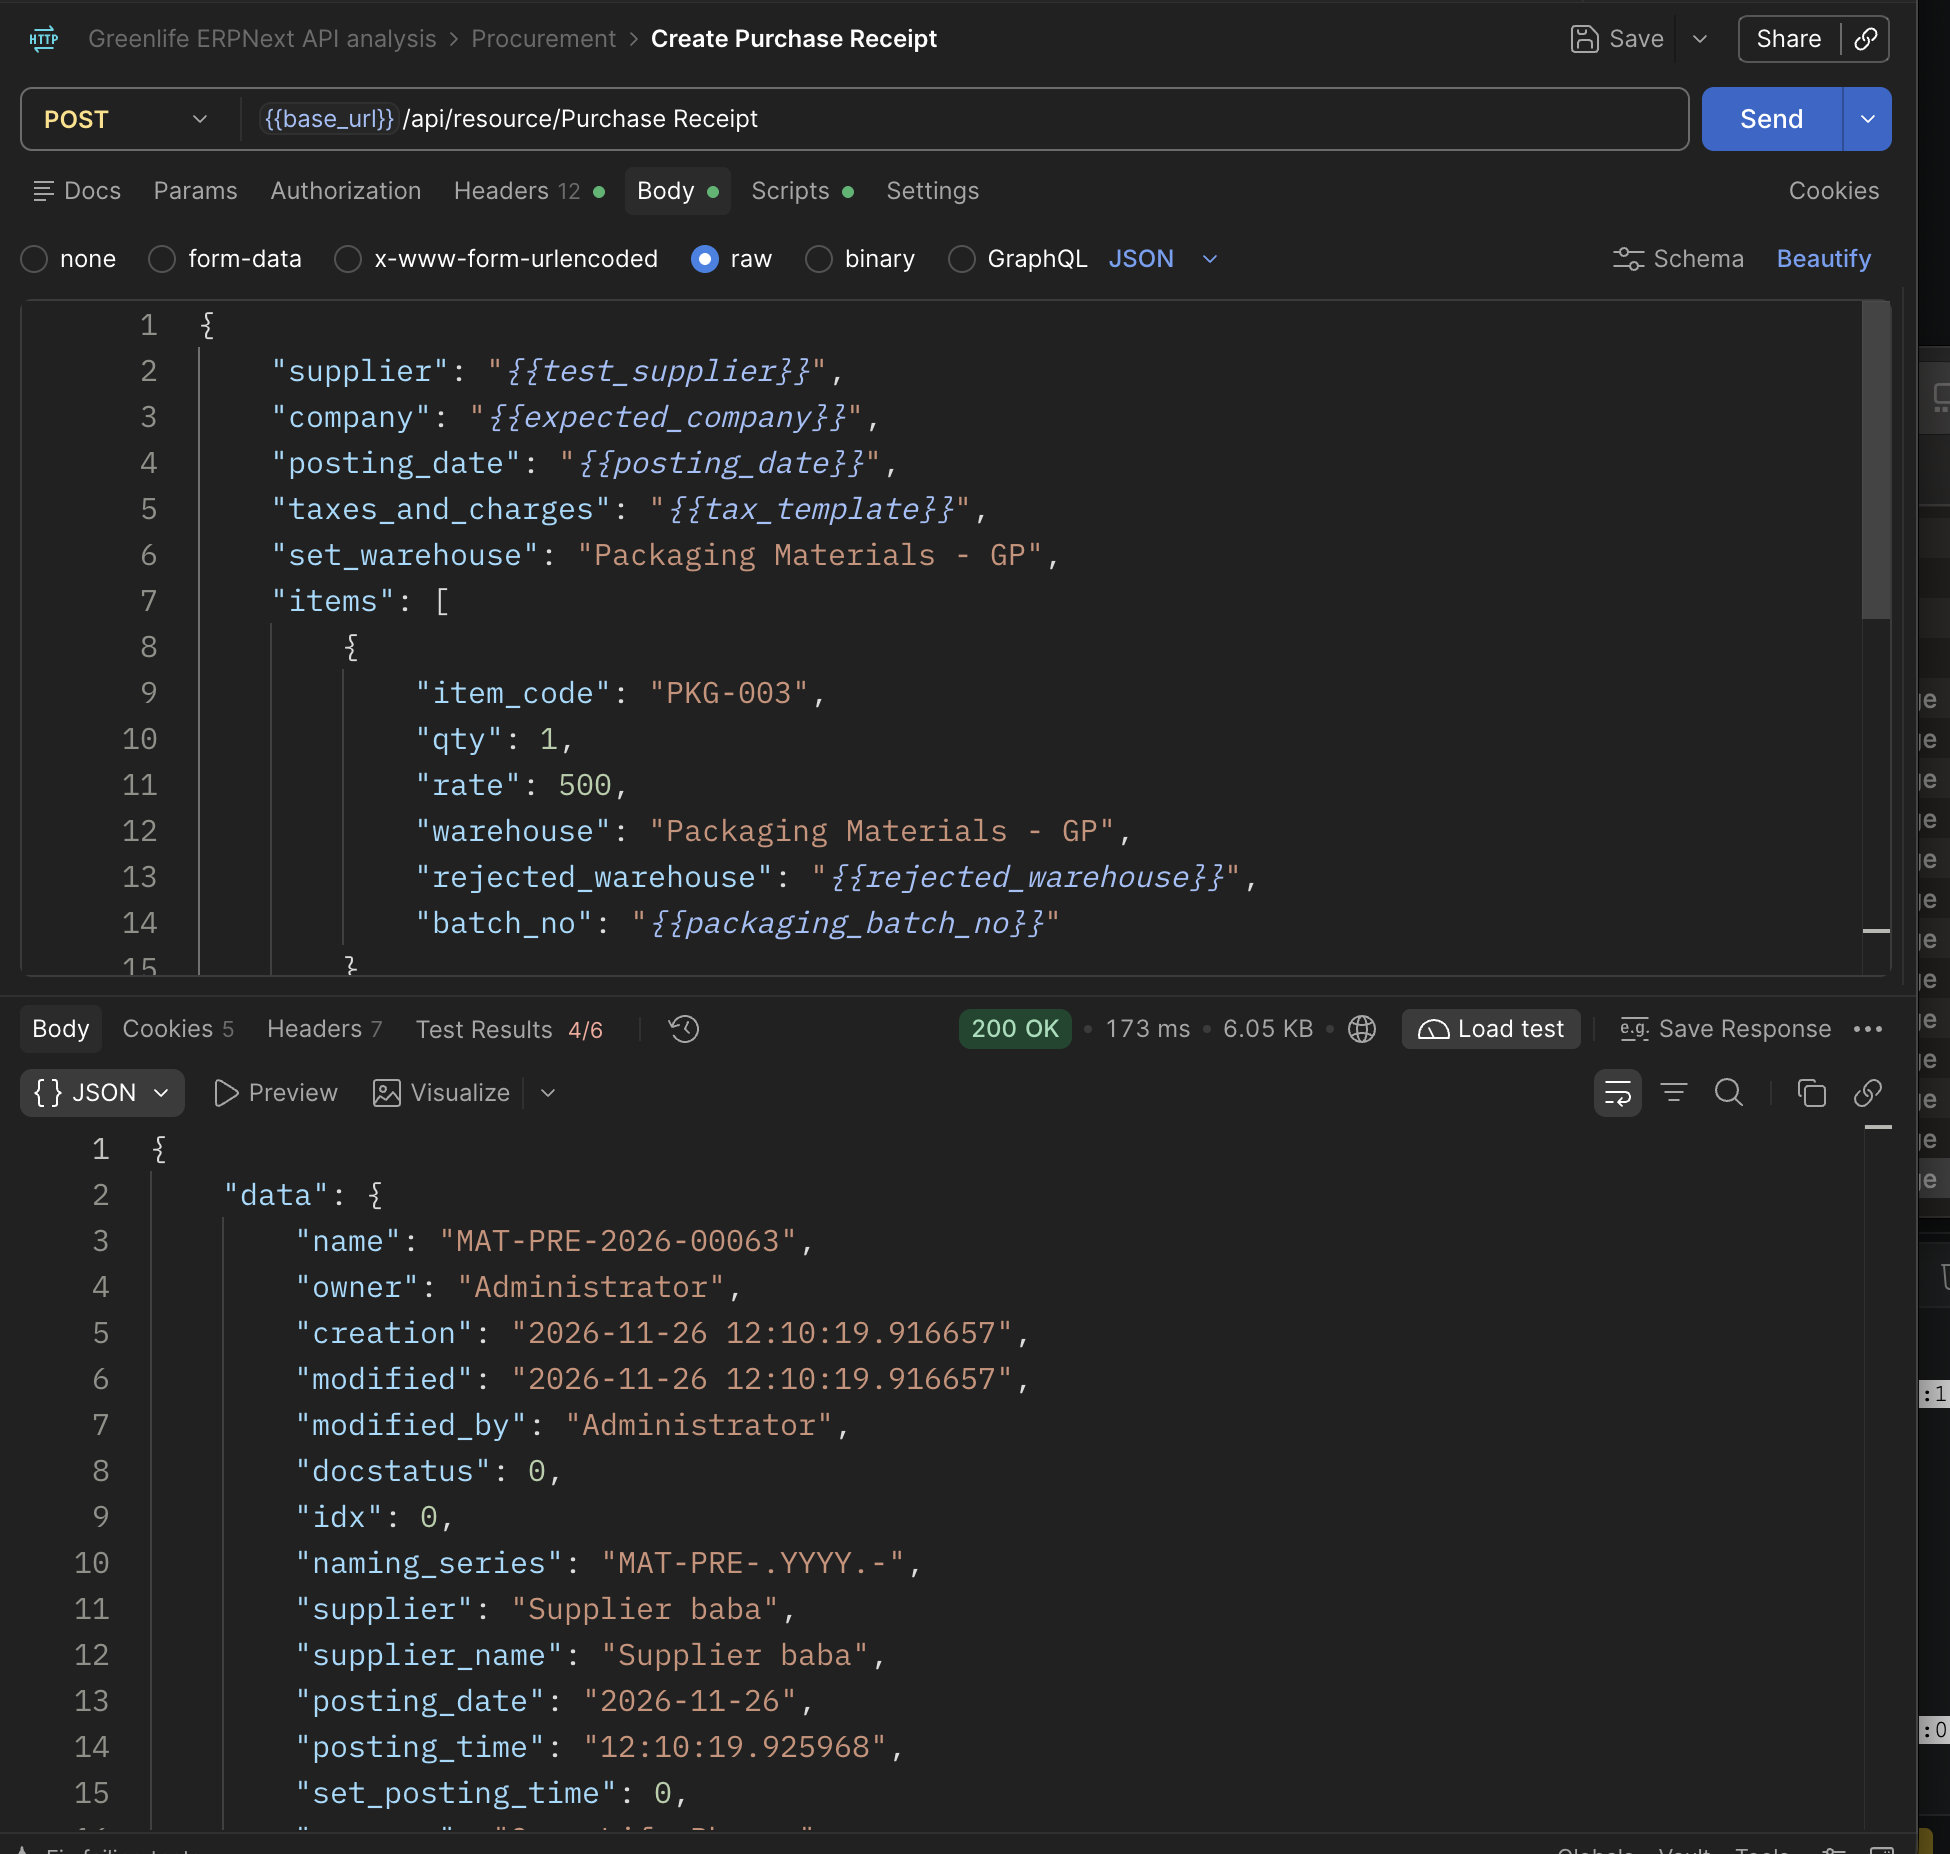 HTTP Greenlife ERPNext API analysis > Procurement > Create Purchase Receipt Save Share
POST {{base_url}} /api/resource/Purchase Receipt Send
Docs Params Authorization Headers 12 Body Scripts Settings Cookies
none form-data x-www-form-urlencoded raw binary GraphQL JSON Schema Beautify
1 {
2 "supplier": "{{test_supplier}}",
3 "company": "{{expected_company}}",
4 "posting_date": "{{posting_date}}",
5 "taxes_and_charges": "{{tax_template}}",
6 "set_warehouse": "Packaging Materials - GP",
7 "items": [
8 {
9 "item_code": "PKG-003",
10 "qty": 1,
11 "rate": 500,
12 "warehouse": "Packaging Materials - GP",
13 "rejected_warehouse": "{{rejected_warehouse}}",
14 "batch_no": "{{packaging_batch_no}}"
15 }
Body Cookies 5 Headers 7 Test Results 4/6 200 OK 173 ms 6.05 KB Load test e.g. Save Response
{} JSON Preview Visualize
1 {
2 "data": {
3 "name": "MAT-PRE-2026-00063",
4 "owner": "Administrator",
5 "creation": "2026-11-26 12:10:19.916657",
6 "modified": "2026-11-26 12:10:19.916657",
7 "modified_by": "Administrator",
8 "docstatus": 0,
9 "idx": 0,
10 "naming_series": "MAT-PRE-.YYYY.-",
11 "supplier": "Supplier baba",
12 "supplier_name": "Supplier baba",
13 "posting_date": "2026-11-26",
14 "posting_time": "12:10:19.925968",
15 "set_posting_time": 0,